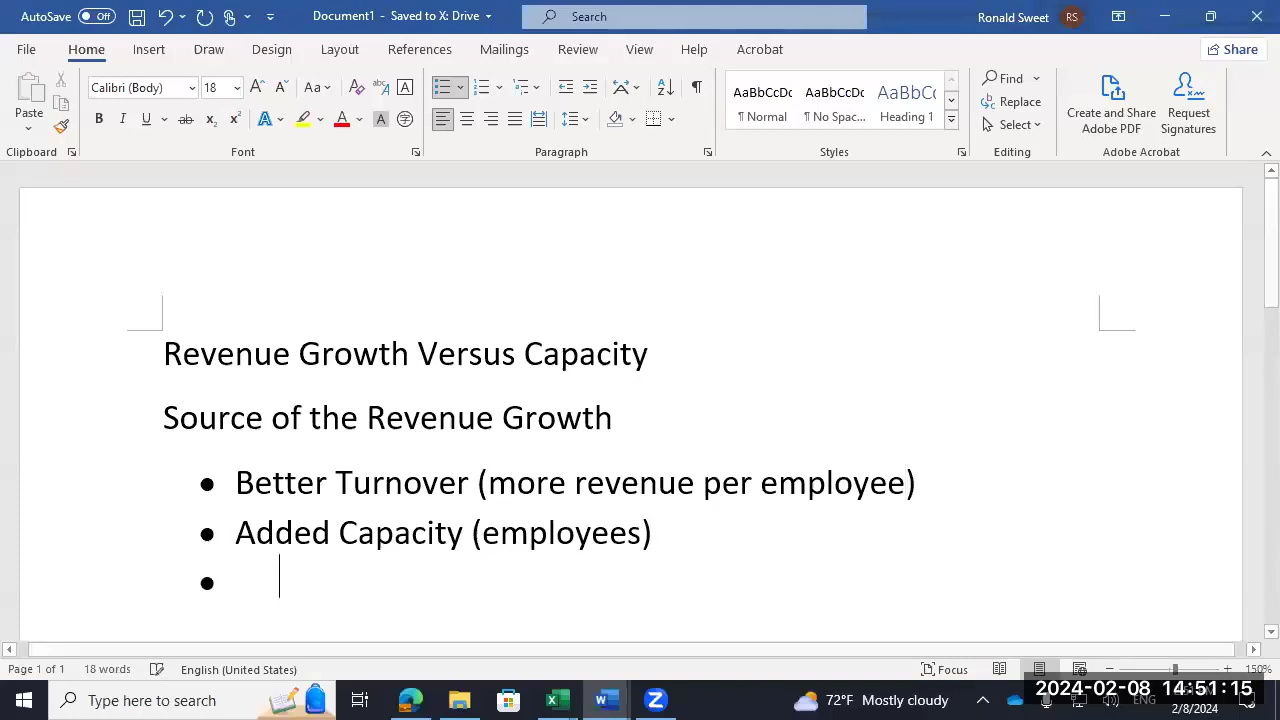 AutoSave Off Document1 - Saved to X: Drive Search Ronald Sweet RS
File Home Insert Draw Design Layout References Mailings Review View Help Acrobat Share
Calibri (Body) 18 Aa Find
Paste B I U ab x₂ x² A A A AaBbCcDc AaBbCcDc AaBbCc Replace Create and Share Request
¶ Normal ¶ No Spac... Heading 1 Select Adobe PDF Signatures
Clipboard Font Paragraph Styles Editing Adobe Acrobat
Revenue Growth Versus Capacity
Source of the Revenue Growth
• Better Turnover (more revenue per employee)
• Added Capacity (employees)
•
Page 1 of 1 18 words English (United States) Focus 150%
Type here to search 72°F Mostly cloudy ENG 2024-02-08 14:51:15
2/8/2024